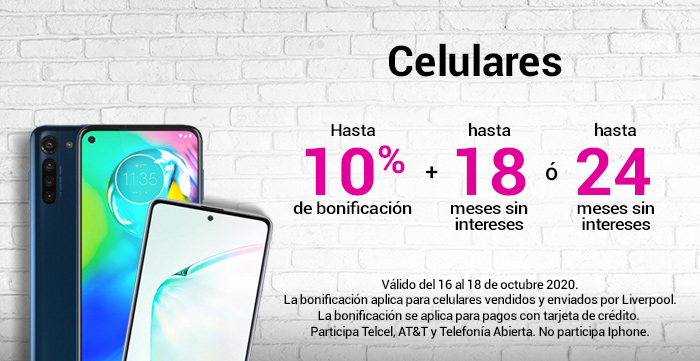 Celulares
Hasta
10%
de bonificación
+
hasta
18
meses sin
intereses
ó
hasta
24
meses sin
intereses
11:35
Válido del 16 al 18 de octubre 2020.
La bonificación aplica para celulares vendidos y enviados por Liverpool.
La bonificación se aplica para pagos con tarjeta de crédito.
Participa Telcel, AT&T y Telefonía Abierta. No participa Iphone.